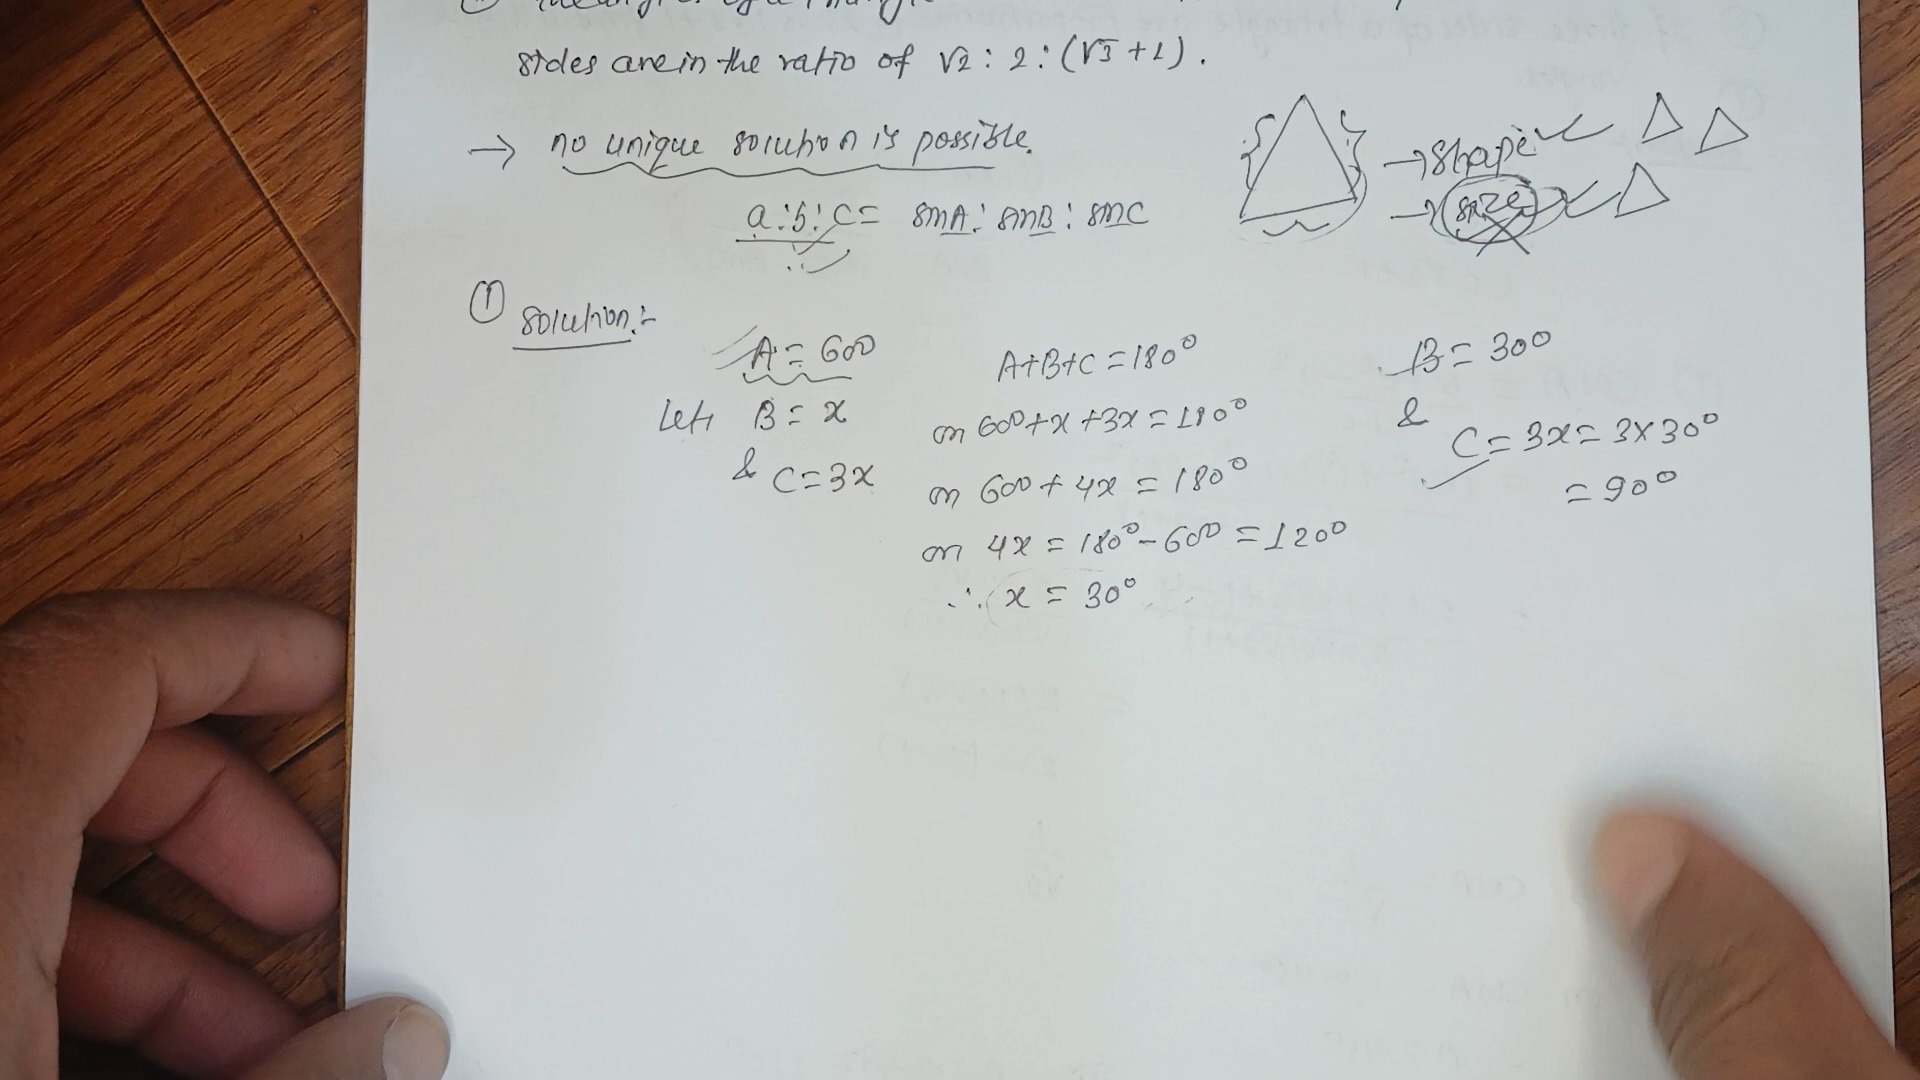 sides are in the ratio of √2 : 2 : (√3 + 1).
→ no unique solution is possible.
→ shape
→ size
a : b : c = sinA : sinB : sinC
① Solution:-
A = 60°
Let, B = x
& C = 3x
A+B+C = 180°
or 60°+x+3x = 180°
or 60° + 4x = 180°
or 4x = 180° - 60° = 120°
∴ x = 30°
B = 30°
&
C = 3x = 3×30°
= 90°